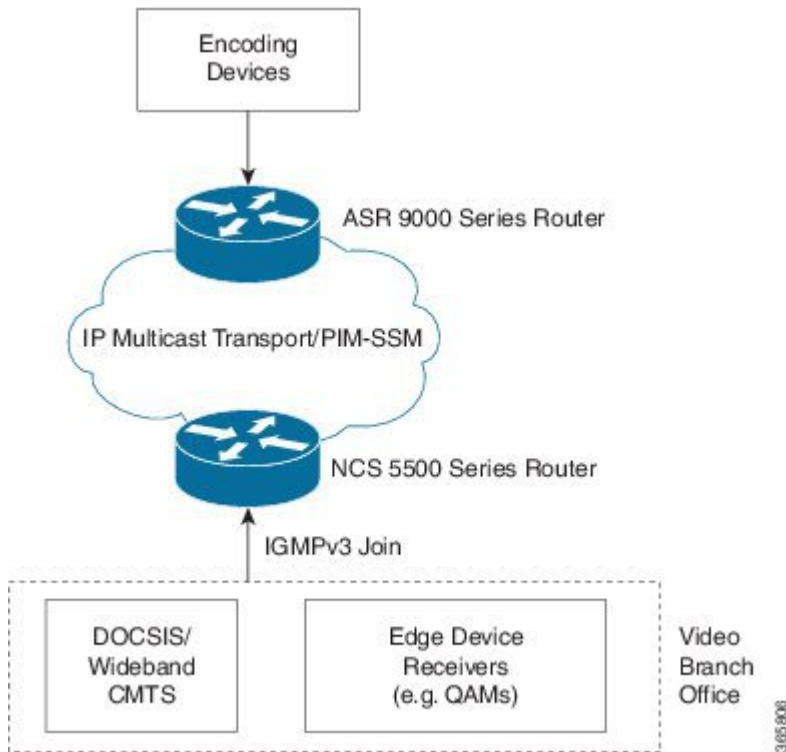 Encoding
Devices
ASR 9000 Series Router
IP Multicast Transport/PIM-SSM
NCS 5500 Series Router
IGMPv3 Join
DOCSIS/
Wideband
CMTS
Edge Device
Receivers
(e.g. QAMs)
Video
Branch
Office
365806